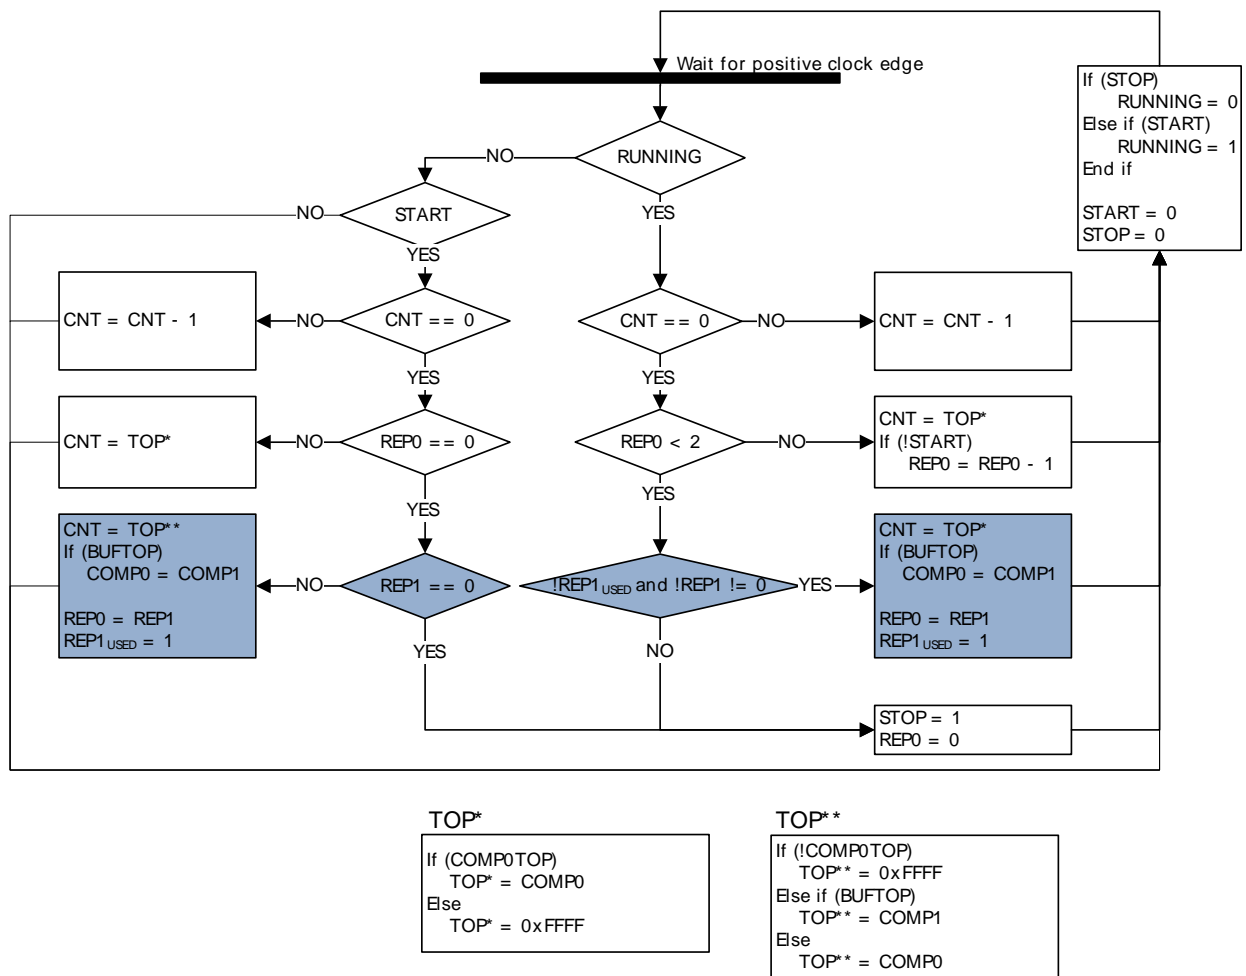 Wait for positive clock edge
If (STOP)
RUNNING = 0
Else if (START)
RUNNING = 1
End if
START = 0
STOP = 0
RUNNING
NO
YES
START
NO
YES
CNT == 0
NO
YES
CNT = CNT - 1
CNT == 0
NO
YES
CNT = CNT - 1
REP0 == 0
NO
YES
CNT = TOP*
REP0 < 2
NO
YES
CNT = TOP*
If (!START)
REP0 = REP0 - 1
CNT = TOP**
If (BUFTOP)
COMP0 = COMP1
REP0 = REP1
REP1USED = 1
NO
REP1 == 0
YES
!REP1USED and !REP1 != 0
YES
NO
CNT = TOP*
If (BUFTOP)
COMP0 = COMP1
REP0 = REP1
REP1USED = 1
STOP = 1
REP0 = 0
TOP*
If (COMP0TOP)
TOP* = COMP0
Else
TOP* = 0xFFFF
TOP**
If (!COMP0TOP)
TOP** = 0xFFFF
Else if (BUFTOP)
TOP** = COMP1
Else
TOP** = COMP0